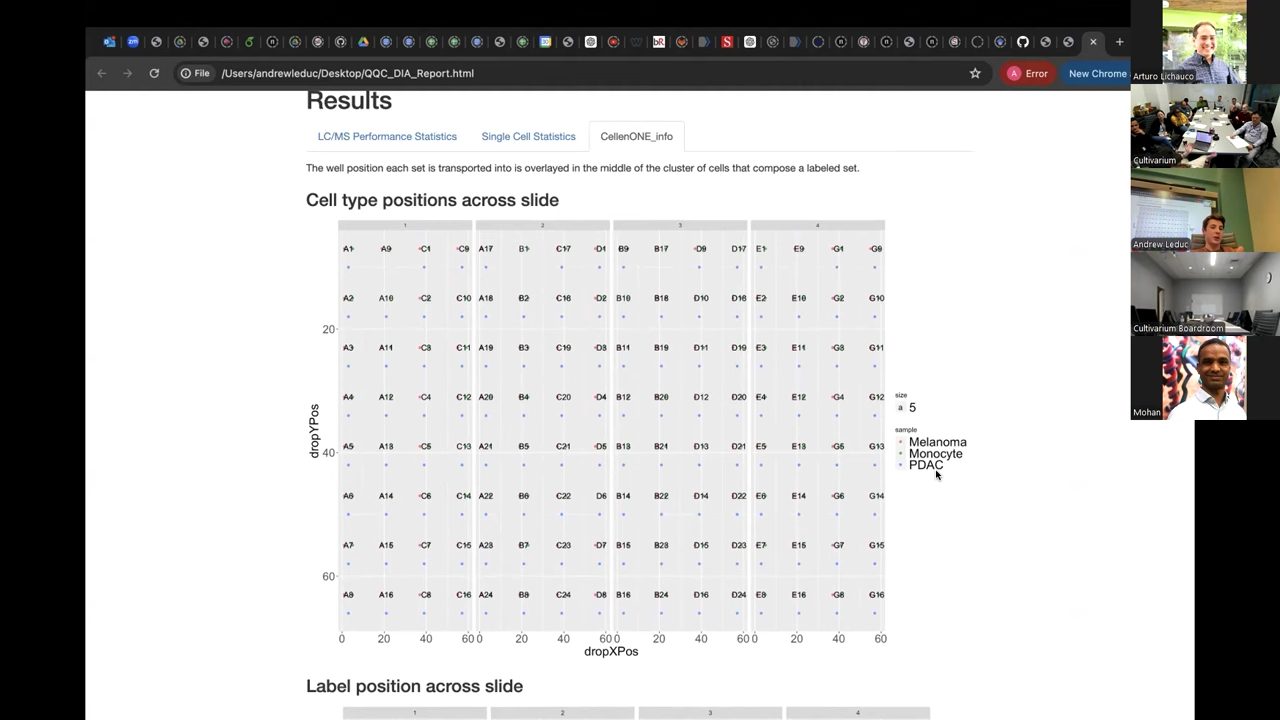 File
/Users/andrewleduc/Desktop/QQC_DIA_Report.html
A Error
New Chrome
Results
LC/MS Performance Statistics Single Cell Statistics CellenONE_info
The well position each set is transported into is overlayed in the middle of the cluster of cells that compose a labeled set.
Cell type positions across slide
1 2 3 4
A1 A9 C1 C9 A17 B1 C17 D1 B9 B17 D9 D17 E1 E9 G1 G9
A2 A10 C2 C10 A18 B2 C18 D2 B10 B18 D10 D18 E2 E10 G2 G10
20
A3 A11 C3 C11 A19 B3 C19 D3 B11 B19 D11 D19 E3 E11 G3 G11
A4 A12 C4 C12 A20 B4 C20 D4 B12 B20 D12 D20 E4 E12 G4 G12
40
A5 A13 C5 C13 A21 B5 C21 D5 B13 B21 D13 D21 E5 E13 G5 G13
A6 A14 C6 C14 A22 B6 C22 D6 B14 B22 D14 D22 E6 E14 G6 G14
A7 A15 C7 C15 A23 B7 C23 D7 B15 B23 D15 D23 E7 E15 G7 G15
60
A8 A16 C8 C16 A24 B8 C24 D8 B16 B24 D16 D24 E8 E16 G8 G16
0 20 40 60 0 20 40 60 0 20 40 60 0 20 40 60
dropXPos
dropYPos
size
a 5
sample
Melanoma
Monocyte
PDAC
Label position across slide
1 2 3 4
Arturo Lichauco
Cultivarium
Andrew Leduc
Cultivarium Boardroom
Mohan